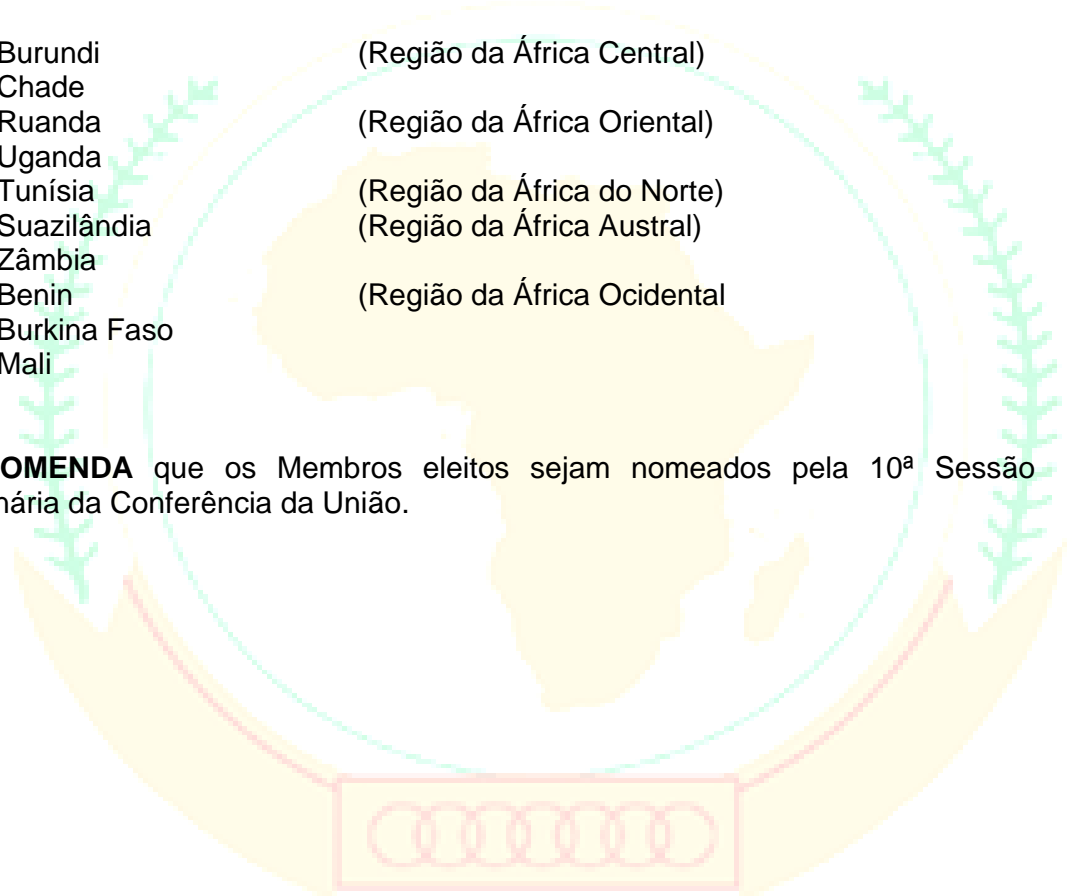 Burundi (Região da África Central)
Chade
Ruanda (Região da África Oriental)
Uganda
Tunísia (Região da África do Norte)
Suazilândia (Região da África Austral)
Zâmbia
Benin (Região da África Ocidental
Burkina Faso
Mali
OMENDA que os Membros eleitos sejam nomeados pela 10ª Sessão
nária da Conferência da União.